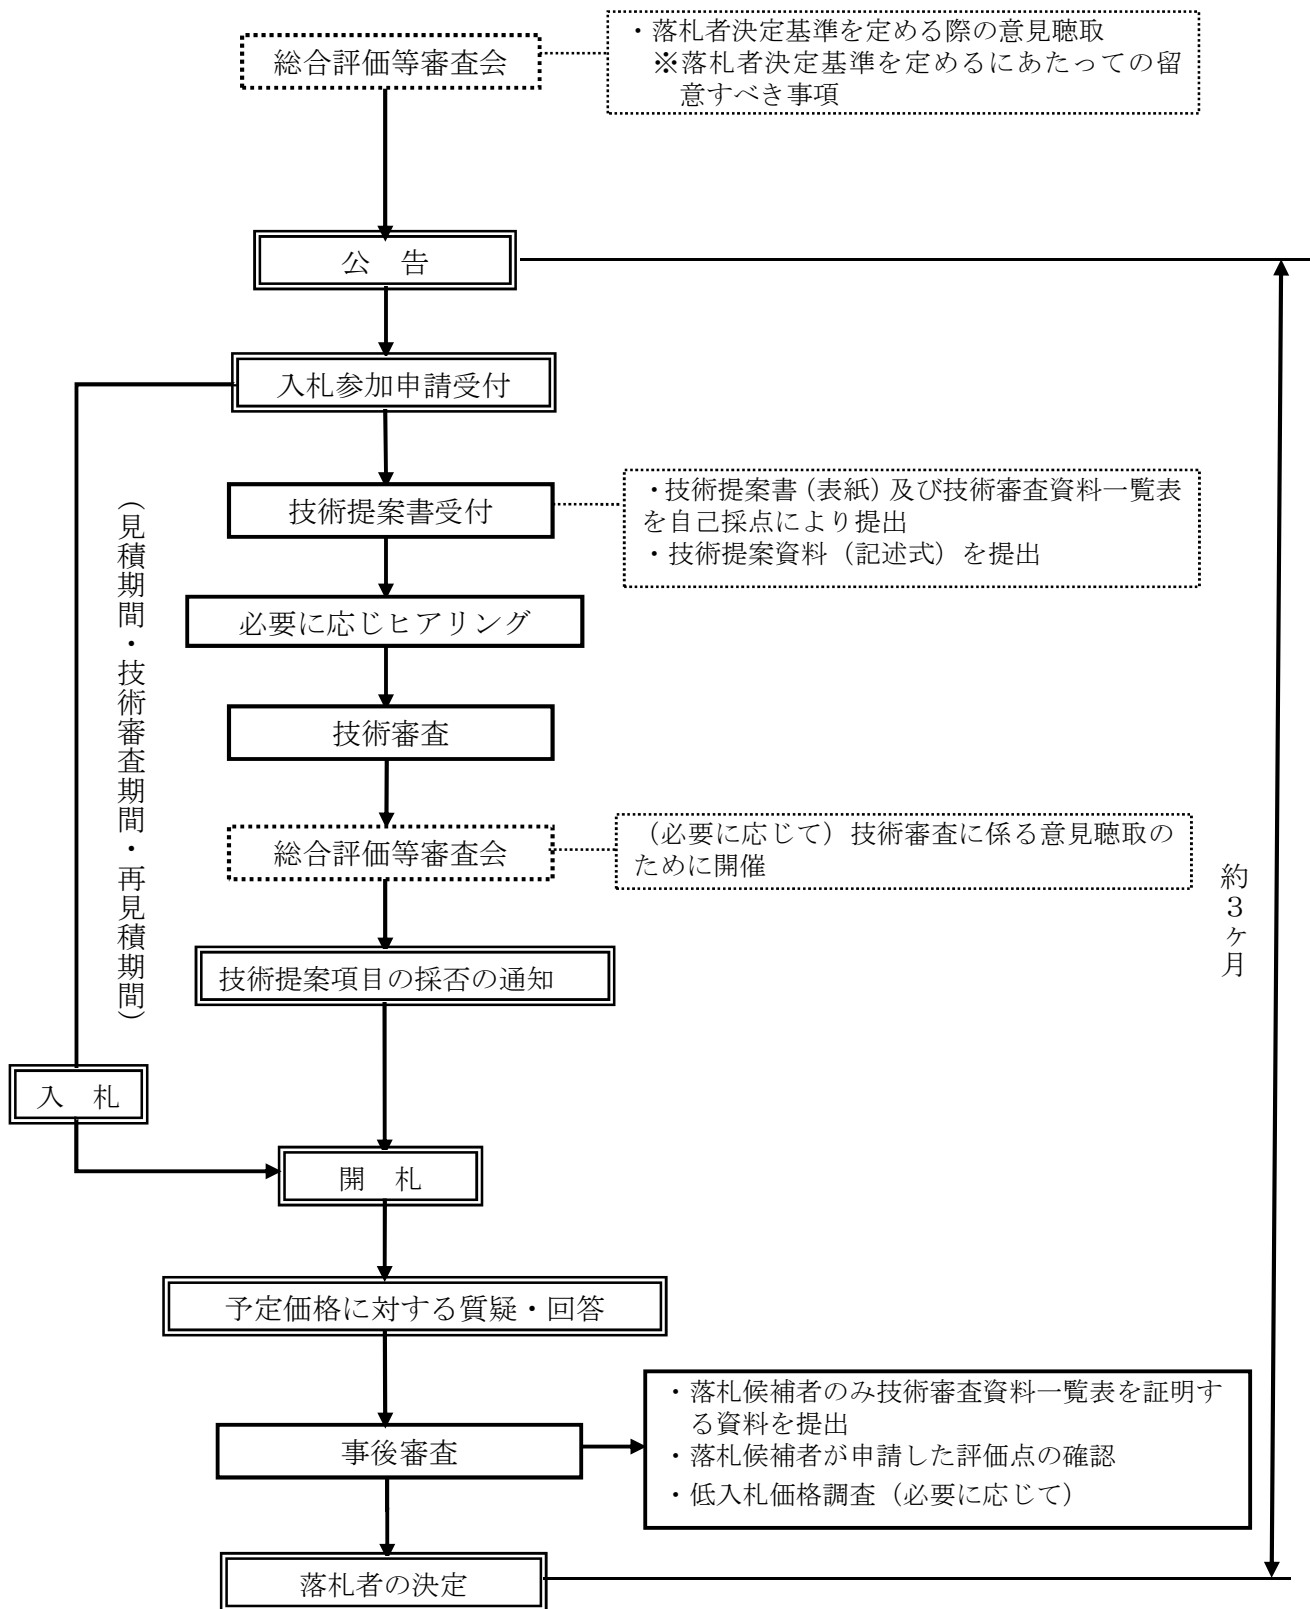 総合評価等審査会
・落札者決定基準を定める際の意見聴取
※落札者決定基準を定めるにあたっての留
意すべき事項
公　告
入札参加申請受付
技術提案書受付
・技術提案書（表紙）及び技術審査資料一覧表
を自己採点により提出
・技術提案資料（記述式）を提出
必要に応じヒアリング
技術審査
総合評価等審査会
（必要に応じて）技術審査に係る意見聴取の
ために開催
技術提案項目の採否の通知
（見積期間・技術審査期間・再見積期間）
入　札
開　札
予定価格に対する質疑・回答
事後審査
・落札候補者のみ技術審査資料一覧表を証明す
る資料を提出
・落札候補者が申請した評価点の確認
・低入札価格調査（必要に応じて）
落札者の決定
約３ヶ月